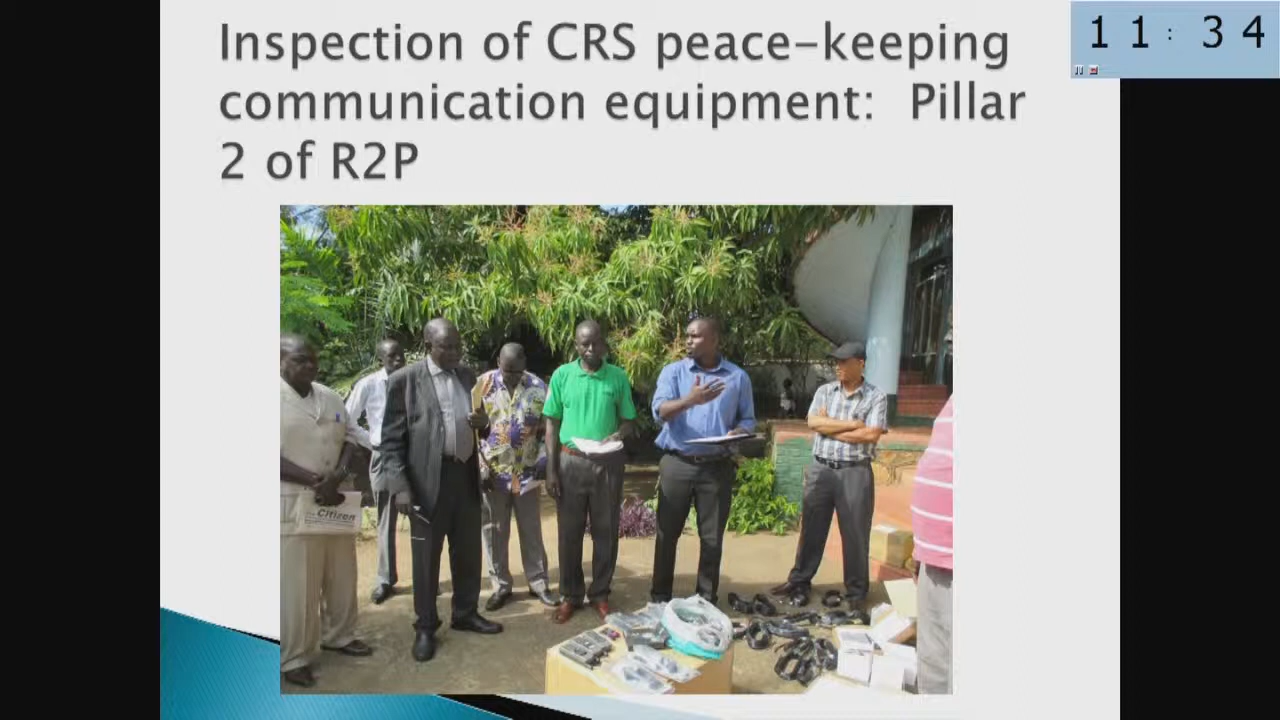 Inspection of CRS peace-keeping
communication equipment:  Pillar
2 of R2P
11:34
Citizen